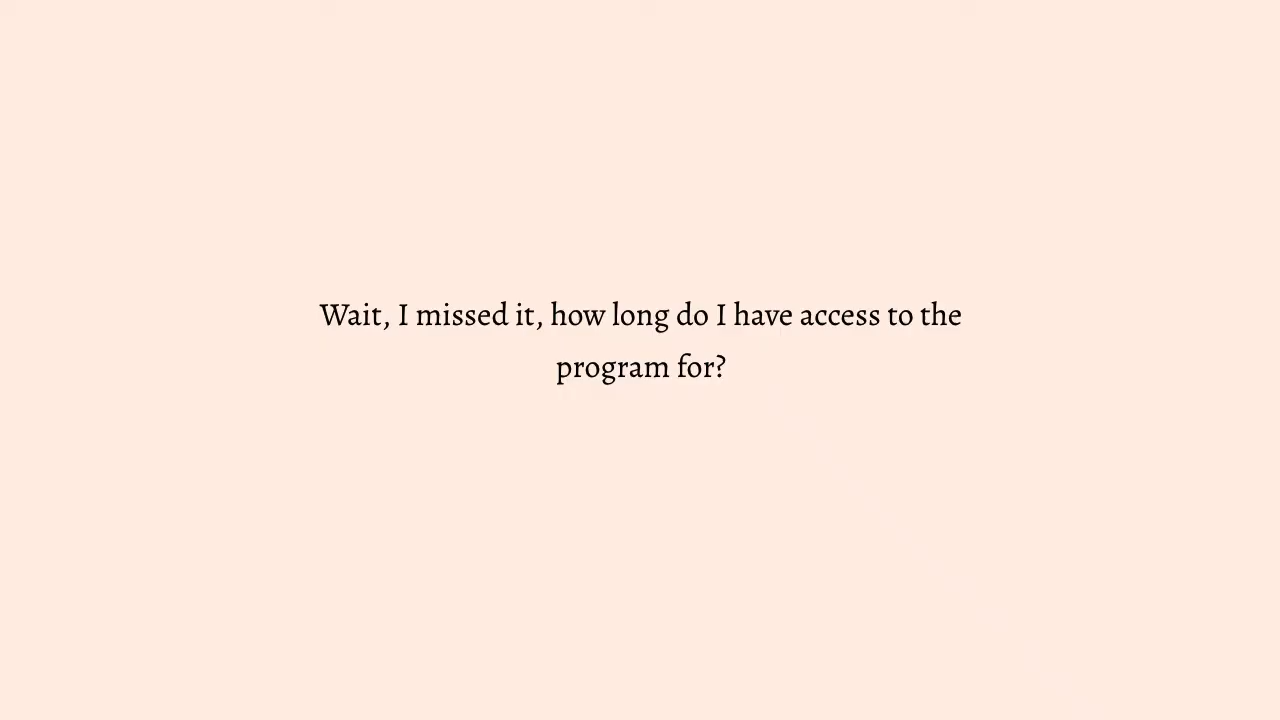 Wait, I missed it, how long do I have access to the
program for?